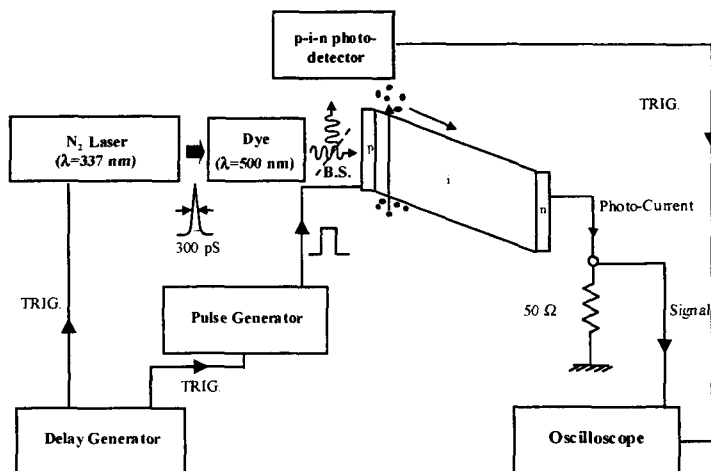 p-i-n photo-
detector
TRIG.
N₂ Laser
(λ=337 nm)
Dye
(λ=500 nm)
B.S.
p
i
n
300 pS
Photo-Current
TRIG.
Pulse Generator
50 Ω
Signal
TRIG.
Delay Generator
Oscilloscope